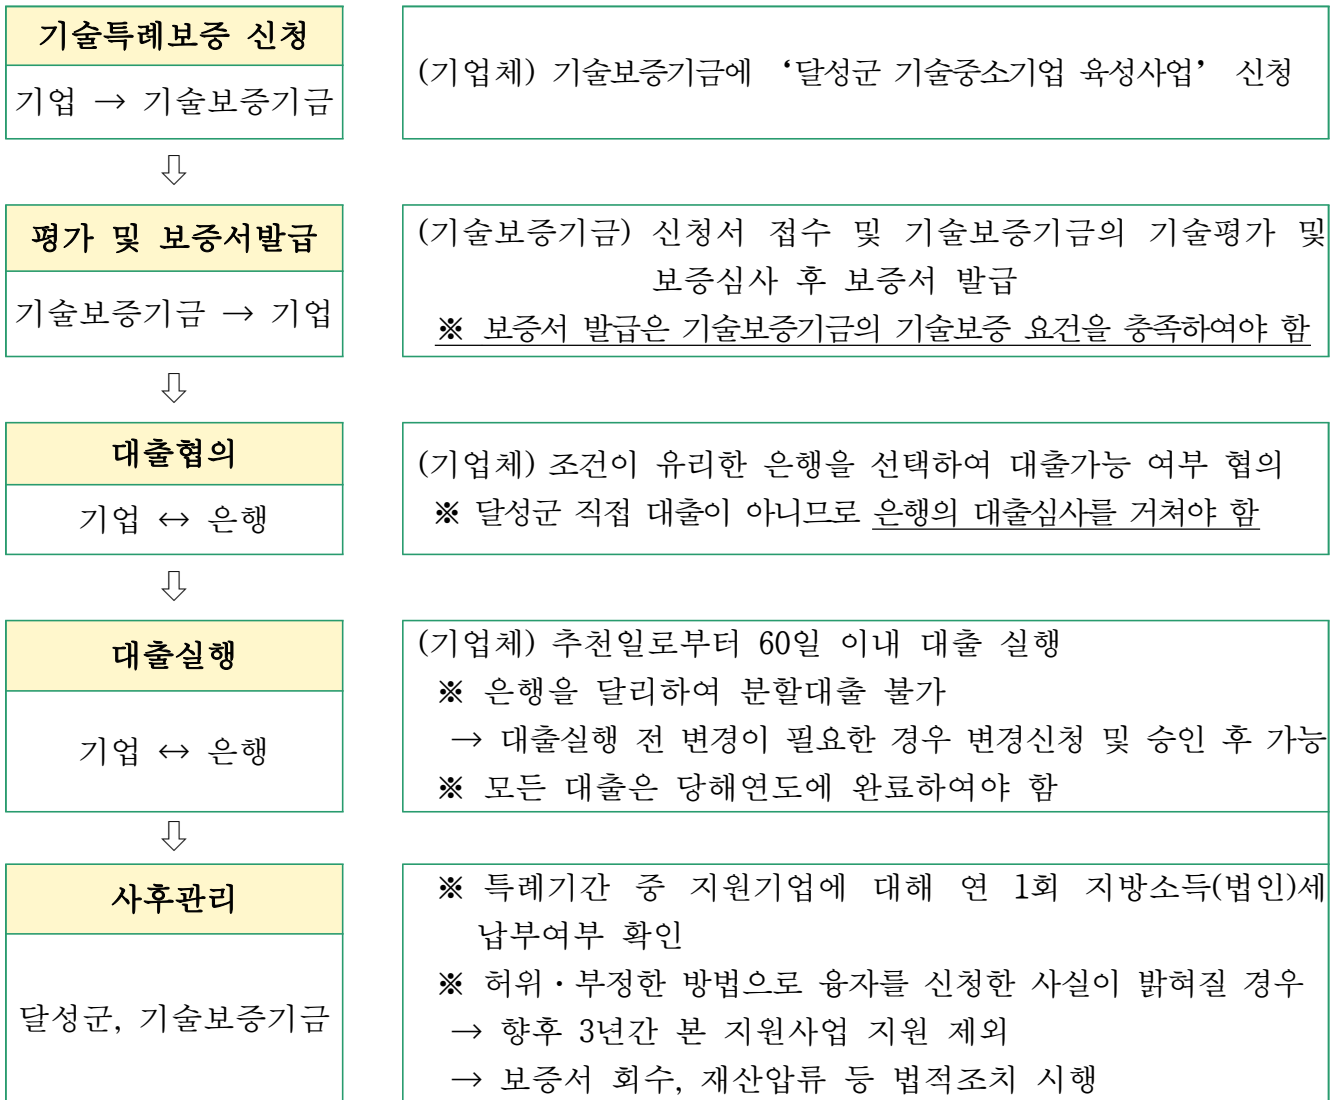 기술특례보증 신청
기업 → 기술보증기금
(기업체) 기술보증기금에 ‘달성군 기술중소기업 육성사업’ 신청
⇩
평가 및 보증서발급
기술보증기금 → 기업
(기술보증기금) 신청서 접수 및 기술보증기금의 기술평가 및
보증심사 후 보증서 발급
※ 보증서 발급은 기술보증기금의 기술보증 요건을 충족하여야 함
⇩
대출협의
기업 ↔ 은행
(기업체) 조건이 유리한 은행을 선택하여 대출가능 여부 협의
※ 달성군 직접 대출이 아니므로 은행의 대출심사를 거쳐야 함
⇩
대출실행
기업 ↔ 은행
(기업체) 추천일로부터 60일 이내 대출 실행
※ 은행을 달리하여 분할대출 불가
→ 대출실행 전 변경이 필요한 경우 변경신청 및 승인 후 가능
※ 모든 대출은 당해연도에 완료하여야 함
⇩
사후관리
달성군, 기술보증기금
※ 특례기간 중 지원기업에 대해 연 1회 지방소득(법인)세
납부여부 확인
※ 허위·부정한 방법으로 융자를 신청한 사실이 밝혀질 경우
→ 향후 3년간 본 지원사업 지원 제외
→ 보증서 회수, 재산압류 등 법적조치 시행